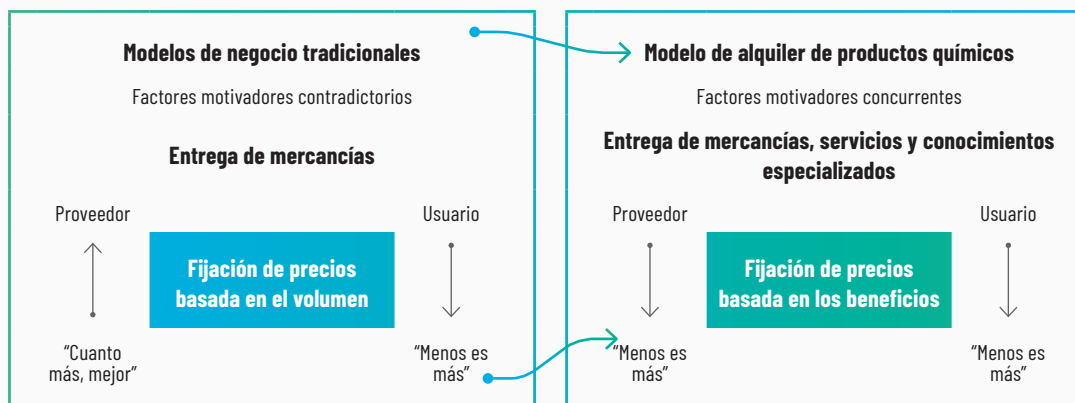 Modelos de negocio tradicionales
Factores motivadores contradictorios
Entrega de mercancías
Proveedor
Usuario
Fijación de precios
basada en el volumen
“Cuanto
más, mejor”
“Menos es
más”
Modelo de alquiler de productos químicos
Factores motivadores concurrentes
Entrega de mercancías, servicios y conocimientos
especializados
Proveedor
Usuario
Fijación de precios
basada en los beneficios
“Menos es
más”
“Menos es
más”